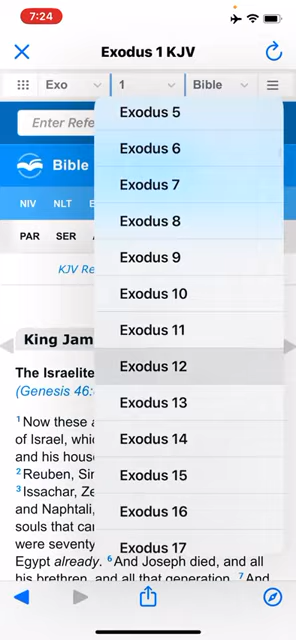 7:24
Exodus 1 KJV
Exo
1
Bible
Enter Refe
Bible
NIV NLT E
PAR SER
KJV Re
King Jam
The Israelite
(Genesis 46:
1 Now these a
of Israel, whic
and his hous
2 Reuben, Sir
3 Issachar, Ze
and Naphtali,
souls that ca
were seventy
Egypt already. 6 And Joseph died, and all
his brethren, and all that generation. 7 And
Exodus 5
Exodus 6
Exodus 7
Exodus 8
Exodus 9
Exodus 10
Exodus 11
Exodus 12
Exodus 13
Exodus 14
Exodus 15
Exodus 16
Exodus 17